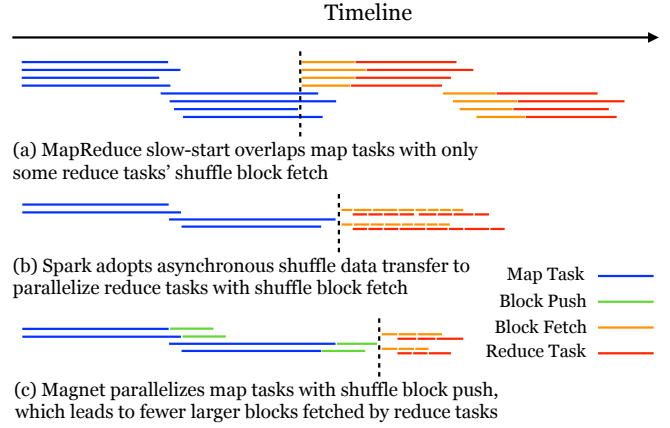 Timeline
(a) MapReduce slow-start overlaps map tasks with only
some reduce tasks’ shuffle block fetch
(b) Spark adopts asynchronous shuffle data transfer to
parallelize reduce tasks with shuffle block fetch
Map Task
Block Push
Block Fetch
Reduce Task
(c) Magnet parallelizes map tasks with shuffle block push,
which leads to fewer larger blocks fetched by reduce tasks